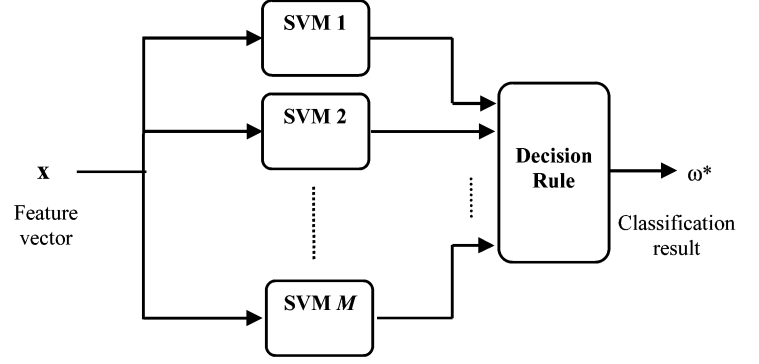 SVM 1
SVM 2
x
Feature
vector
Decision
Rule
ω*
Classification
result
SVM M